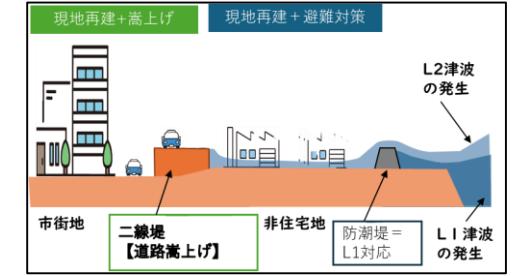 現地再建+嵩上げ
現地再建+避難対策
L2津波
の発生
市街地
二線堤
【道路嵩上げ】
非住宅地
防潮堤=
L1対応
L1津波
の発生